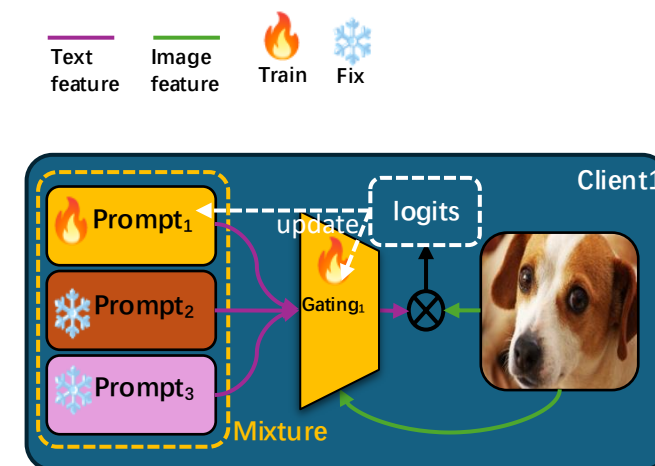 Text
feature
Image
feature
Train
Fix
Client1
Prompt₁
update
logits
Prompt₂
Gating₁
Prompt₃
Mixture